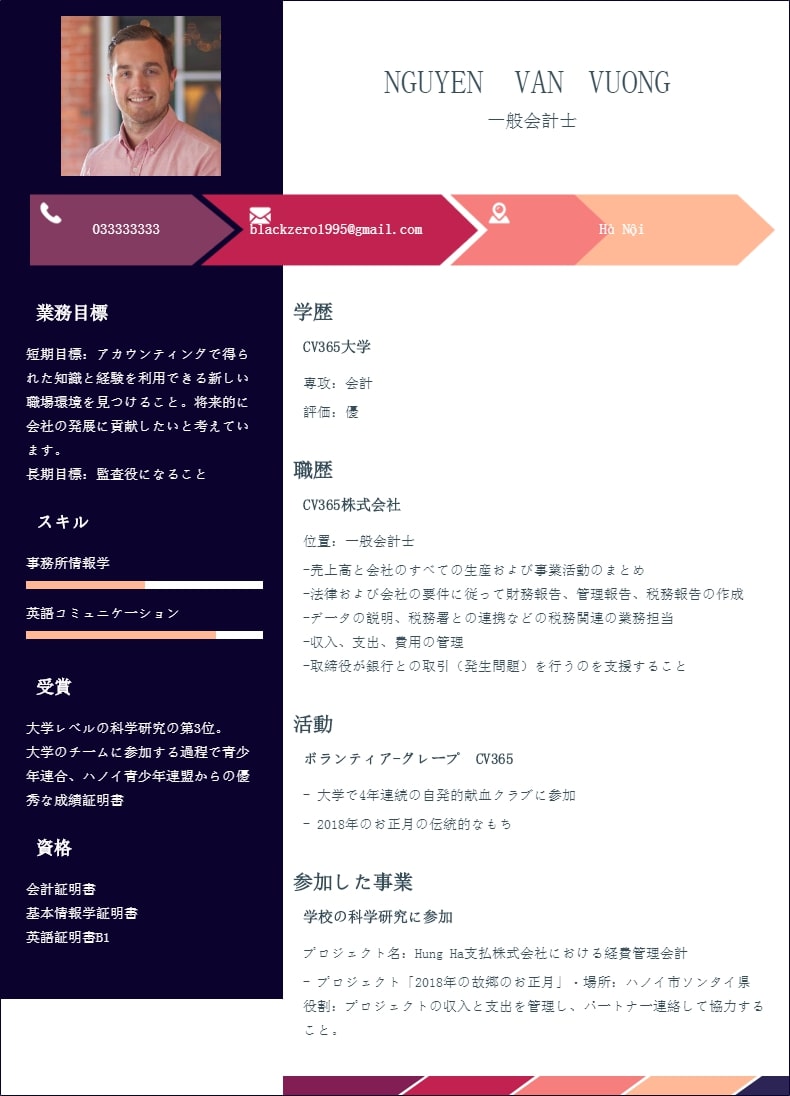 NGUYEN VAN VUONG
一般会計士
033333333
blackzero1995@gmail.com
Hà Nội
業務目標
短期目標: アカウンティングで得ら
れた知識と経験を利用できる新しい
職場環境を見つけること。将来的に
会社の発展に貢献したいと考えてい
ます。
長期目標: 監査役になること
スキル
事務所情報学
英語コミュニケーション
受賞
大学レベルの科学研究の第3位。
大学のチームに参加する過程で青少
年連合、ハノイ青少年連盟からの優
秀な成績証明書
資格
会計証明書
基本情報学証明書
英語証明書B1
学歴
CV365大学
専攻: 会計
評価: 優
職歴
CV365株式会社
位置: 一般会計士
-売上高と会社のすべての生産および事業活動のまとめ
-法律および会社の要件に従って財務報告、管理報告、税務報告の作成
-データの説明、税務署との連携などの税務関連の業務担当
-収入、支出、費用の管理
-取締役が銀行との取引（発生問題）を行うのを支援すること
活動
ボランティア-グレープ CV365
- 大学で4年連続の自発的献血クラブに参加
- 2018年のお正月の伝統的なもち
参加した事業
学校の科学研究に参加
プロジェクト名: Hung Ha支払株式会社における経費管理会計
- プロジェクト「2018年の故郷のお正月」・場所: ハノイ市ソンタイ県
役割: プロジェクトの収入と支出を管理し、パートナー連絡して協力する
こと。